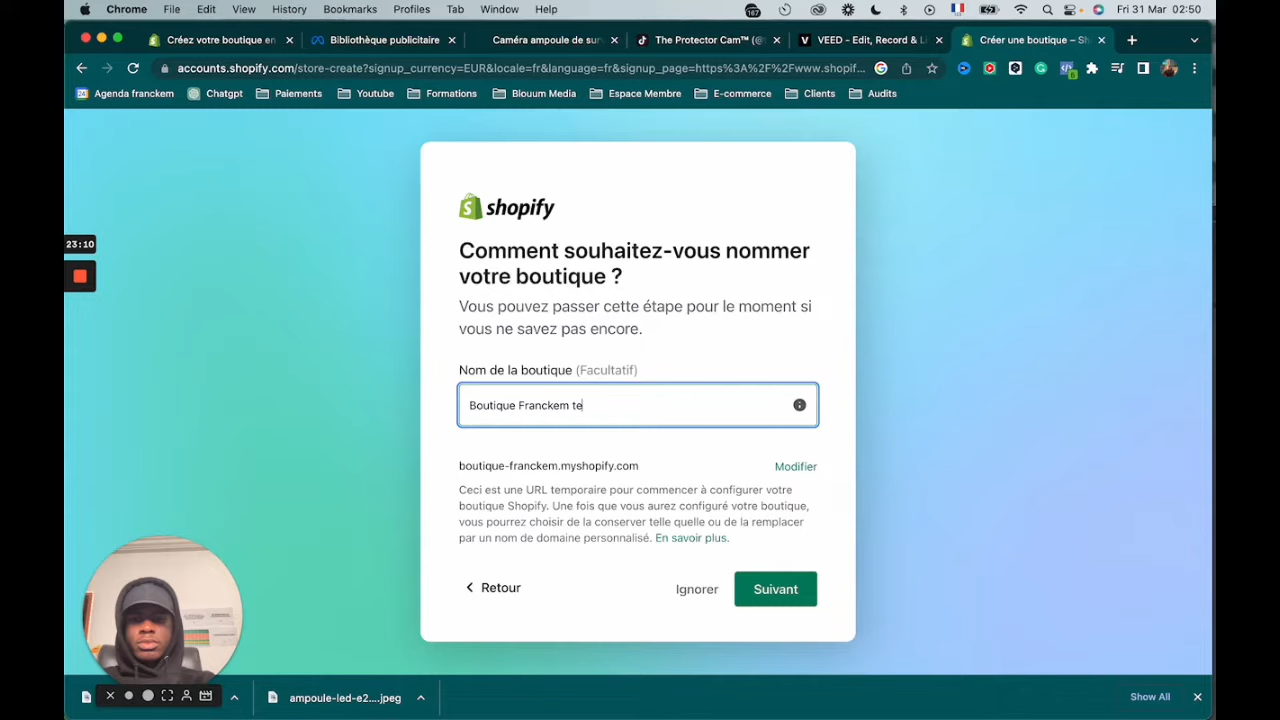 Chrome File Edit View History Bookmarks Profiles Tab Window Help 167 Fri 31 Mar 02:50
Créez votre boutique en Bibliothèque publicitaire Caméra ampoule de sur The Protector Cam™ (@ VEED - Edit, Record & Li Créer une boutique – Sh
accounts.shopify.com/store-create?signup_currency=EUR&locale=fr&language=fr&signup_page=https%3A%2F%2Fwww.shopif...
Agenda franckem Chatgpt Paiements Youtube Formations Blouum Media Espace Membre E-commerce Clients Audits
shopify
23:10
Comment souhaitez-vous nommer
votre boutique ?
Vous pouvez passer cette étape pour le moment si
vous ne savez pas encore.
Nom de la boutique (Facultatif)
Boutique Franckem te
boutique-franckem.myshopify.com Modifier
Ceci est une URL temporaire pour commencer à configurer votre
boutique Shopify. Une fois que vous aurez configuré votre boutique,
vous pourrez choisir de la conserver telle quelle ou de la remplacer
par un nom de domaine personnalisé. En savoir plus.
Retour Ignorer Suivant
ampoule-led-e2....jpeg Show All